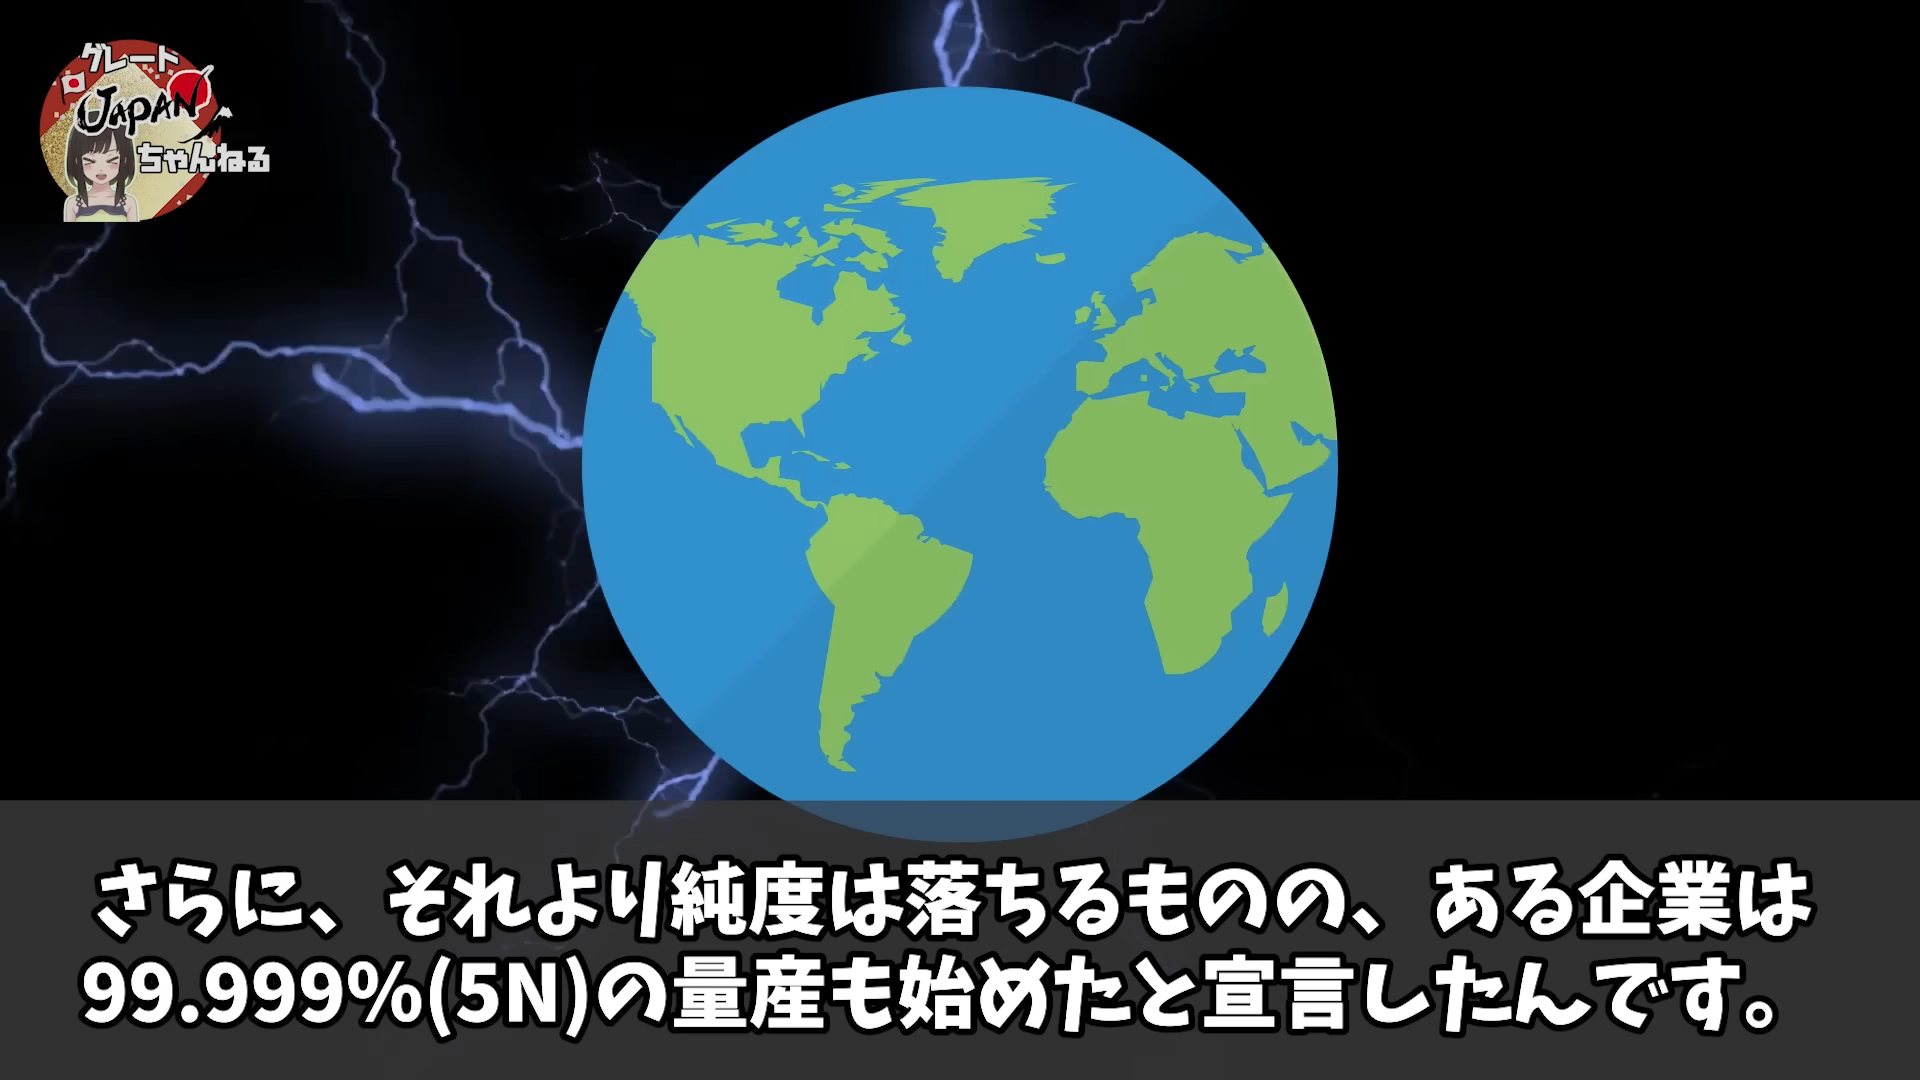 グレート
JAPAN
ちゃんねる
さらに、それより純度は落ちるものの、ある企業は
99.999%(5N)の量産も始めたと宣言したんです。